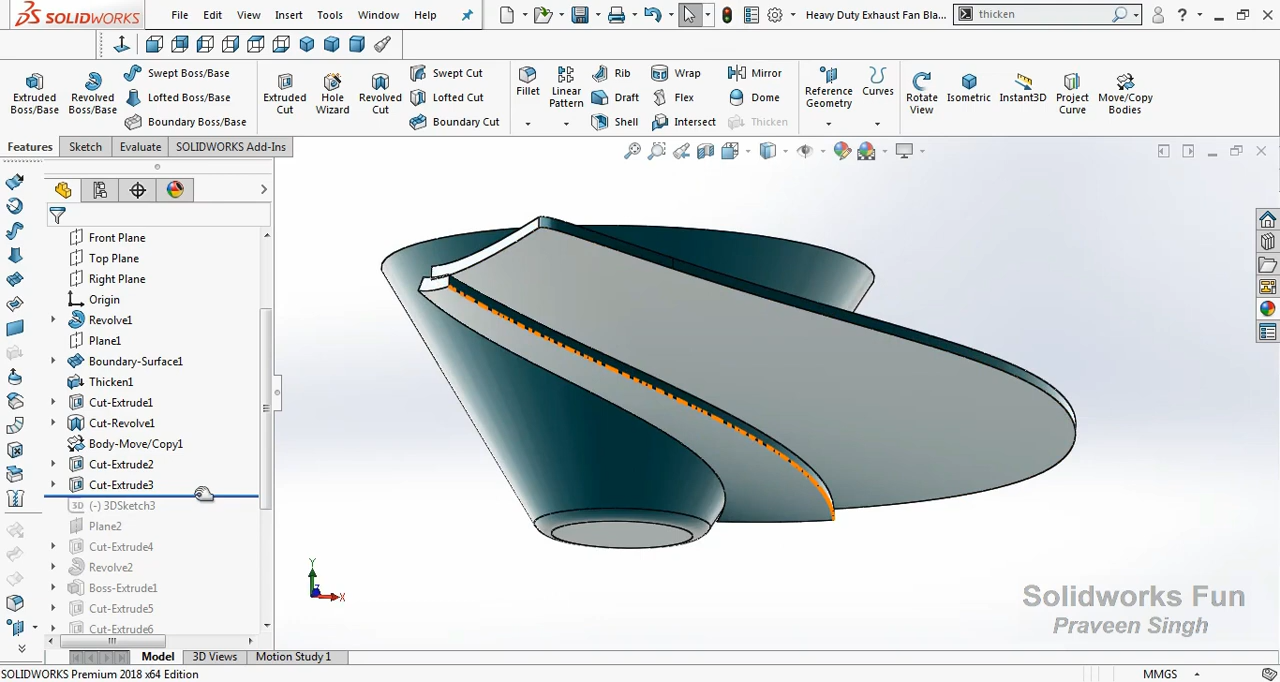 SOLIDWORKS File Edit View Insert Tools Window Help Heavy Duty Exhaust Fan Bla... thicken ?
Swept Boss/Base Swept Cut Rib Wrap Mirror
Extruded Boss/Base Revolved Boss/Base Lofted Boss/Base Extruded Cut Hole Wizard Revolved Cut Lofted Cut Fillet Linear Pattern Draft Flex Dome Reference Geometry Curves Rotate View Isometric Instant3D Project Curve Move/Copy Bodies
Boundary Boss/Base Boundary Cut Shell Intersect Thicken
Features Sketch Evaluate SOLIDWORKS Add-Ins
Front Plane
Top Plane
Right Plane
Origin
Revolve1
Plane1
Boundary-Surface1
Thicken1
Cut-Extrude1
Cut-Revolve1
Body-Move/Copy1
Cut-Extrude2
Cut-Extrude3
3D (-) 3DSketch3
Plane2
Cut-Extrude4
Revolve2
Boss-Extrude1
Cut-Extrude5
Cut-Extrude6
Y
X
Solidworks Fun
Praveen Singh
Model 3D Views Motion Study 1
SOLIDWORKS Premium 2018 x64 Edition MMGS